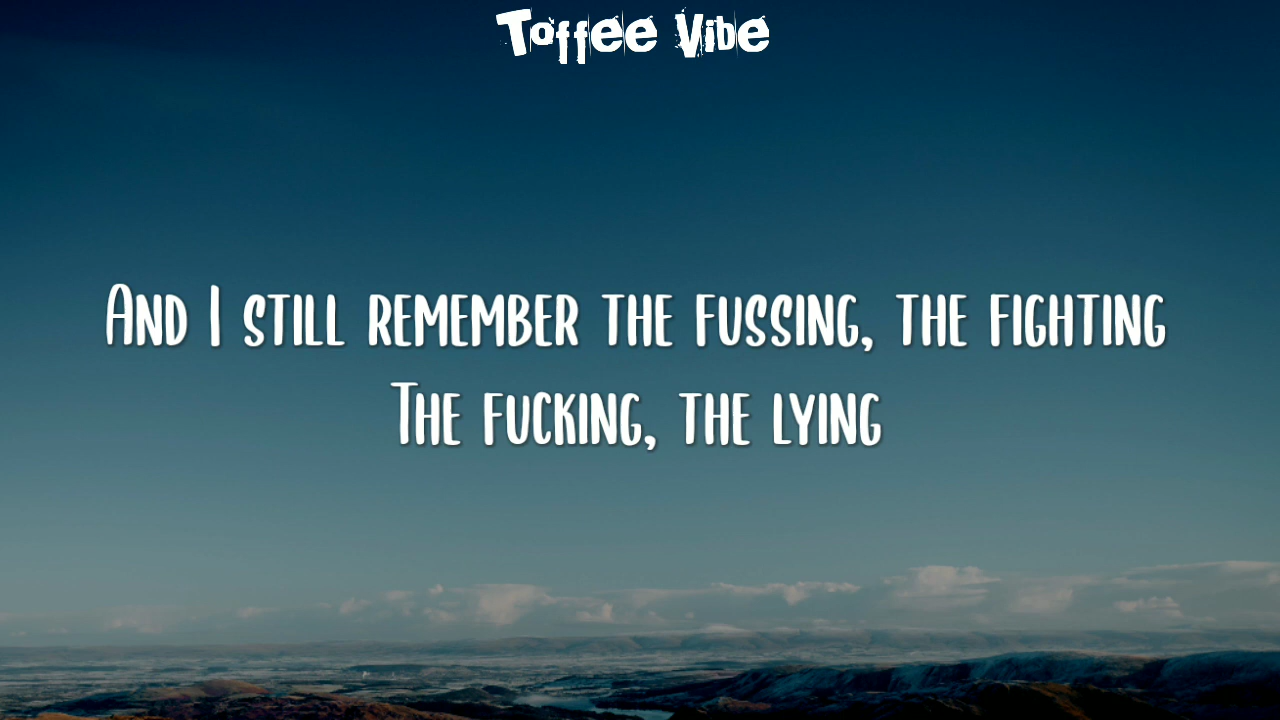 Toffee Vibe
And I still remember the fussing, the fighting
The fucking, the lying